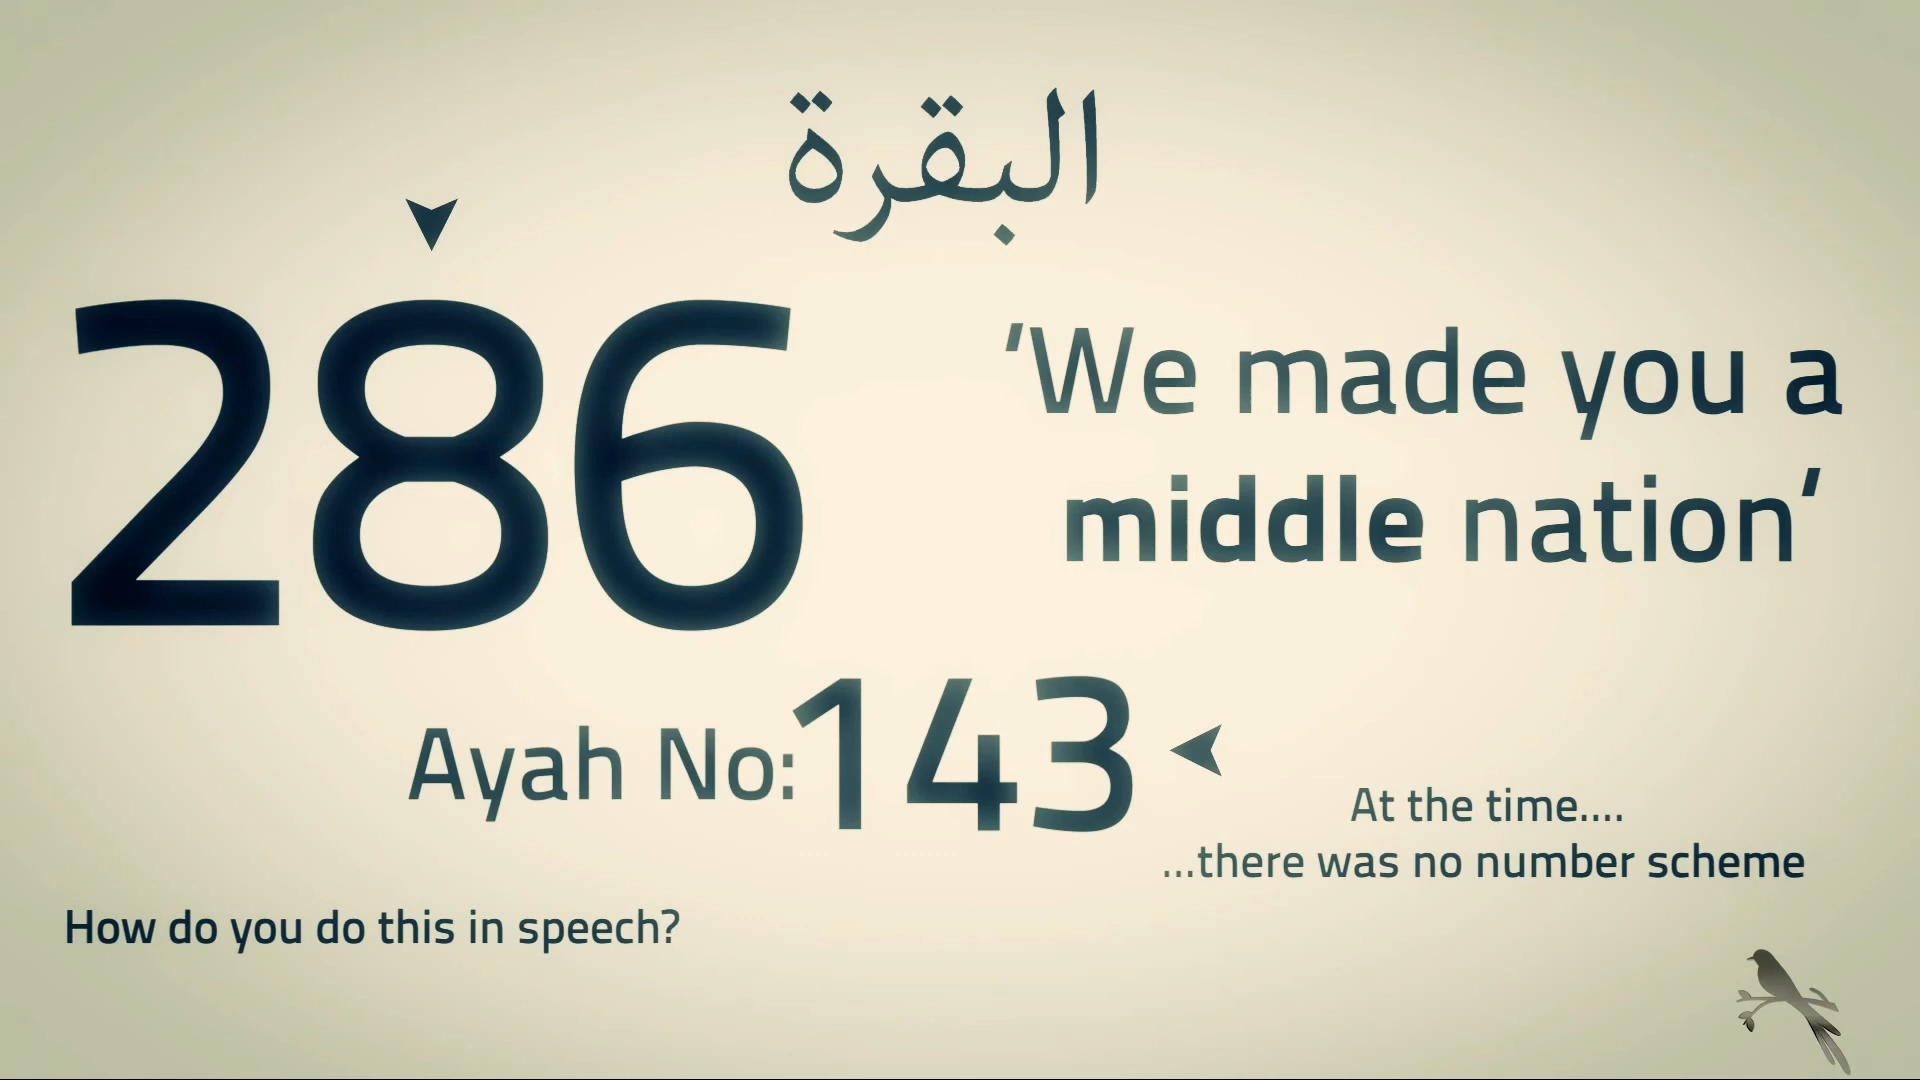 البقرة
286
'We made you a
middle nation'
Ayah No:143
At the time....
...there was no number scheme
How do you do this in speech?